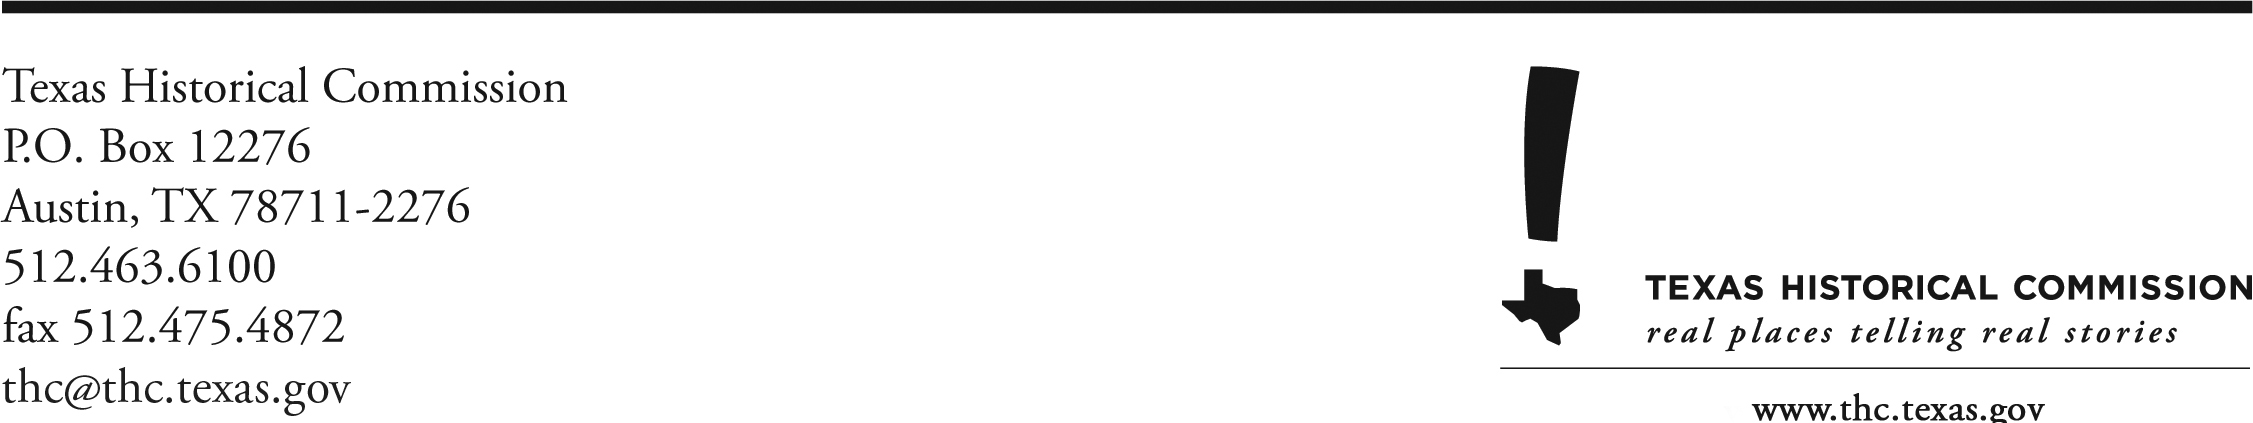 Texas Historical Commission
P.O. Box 12276
Austin, TX 78711-2276
512.463.6100
fax 512.475.4872
thc@thc.texas.gov
TEXAS HISTORICAL COMMISSION
real places telling real stories
www.thc.texas.gov